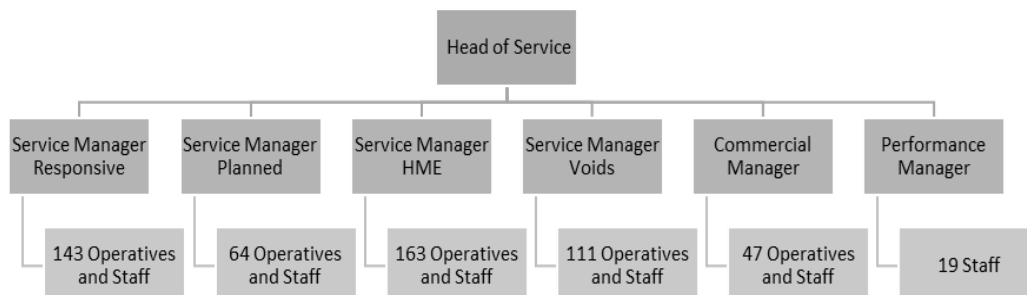 Head of Service
Service Manager
Responsive
Service Manager
Planned
Service Manager
HME
Service Manager
Voids
Commercial
Manager
Performance
Manager
143 Operatives
and Staff
64 Operatives
and Staff
163 Operatives
and Staff
111 Operatives
and Staff
47 Operatives
and Staff
19 Staff